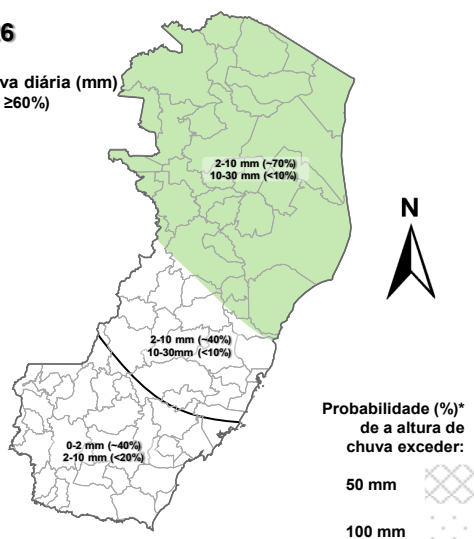 6
va diária (mm)
≥60%)
2-10 mm (~70%)
10-30 mm (<10%)
N
2-10 mm (~40%)
10-30mm (<10%)
0-2 mm (~40%)
2-10 mm (<20%)
Probabilidade (%)*
de a altura de
chuva exceder:
50 mm
100 mm